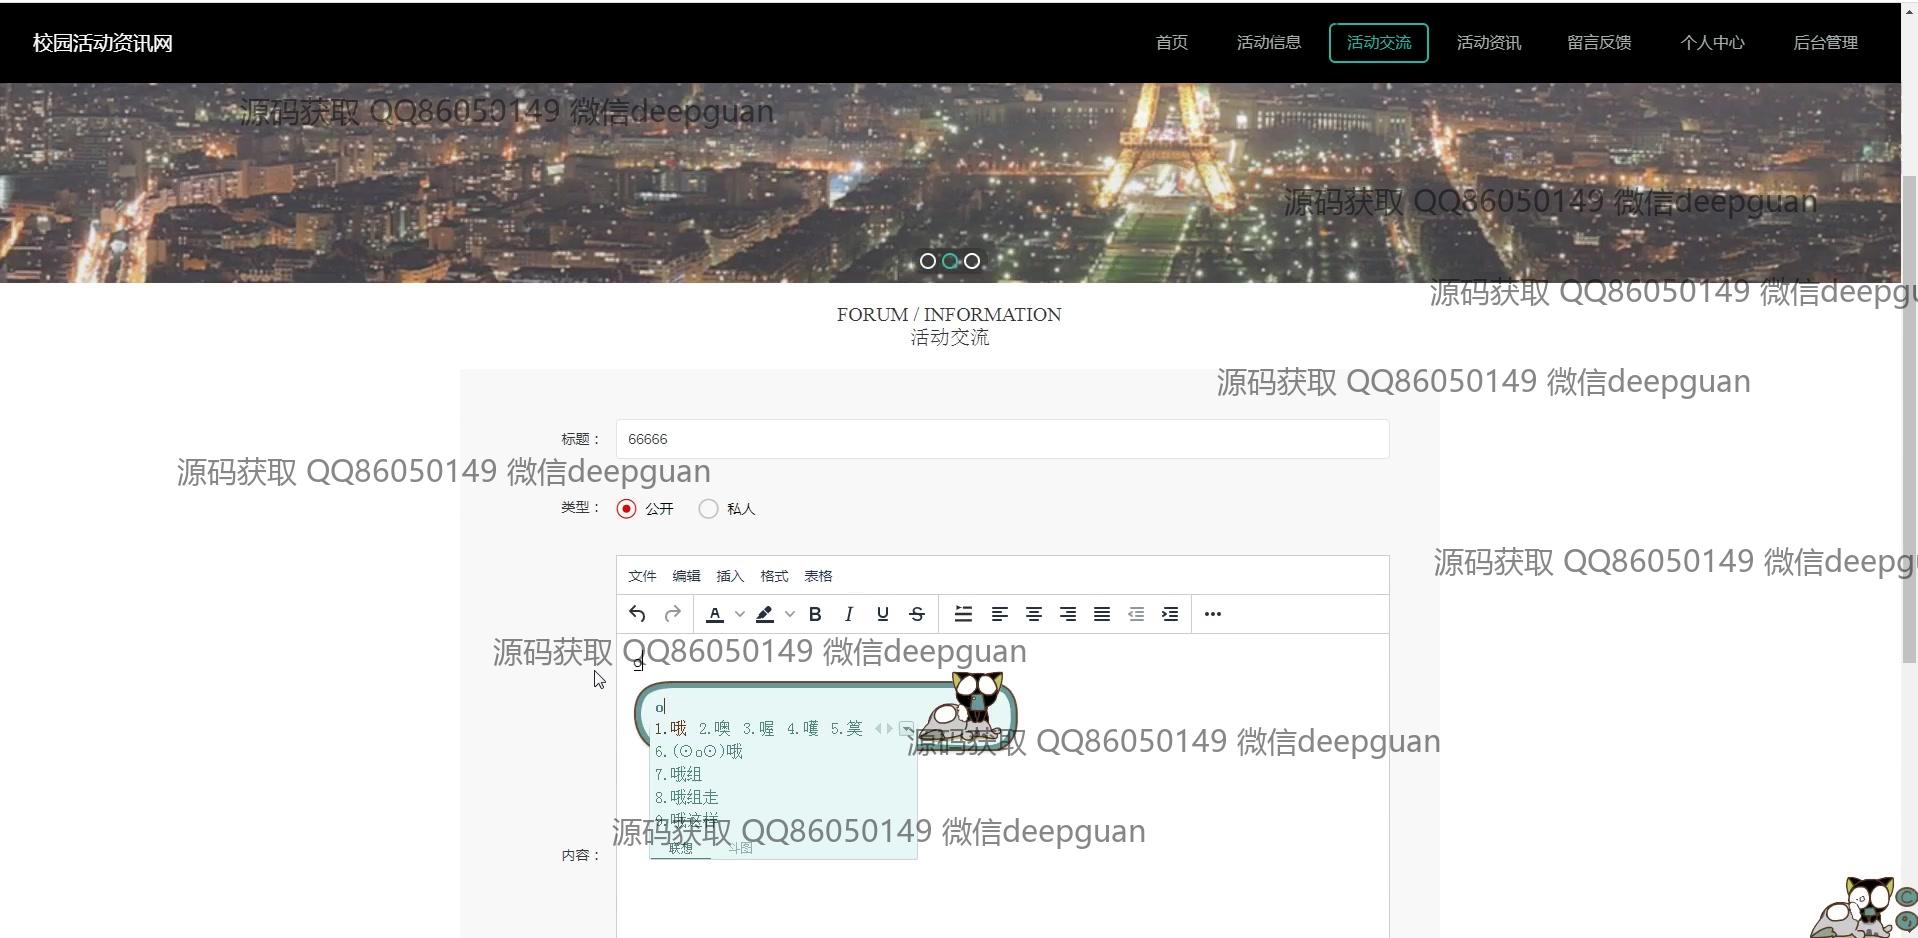 校园活动资讯网
首页 活动信息 活动交流 活动资讯 留言反馈 个人中心 后台管理
源码获取 QQ86050149 微信deepguan
源码获取 QQ86050149 微信deepguan
源码获取 QQ86050149 微信deepgu
FORUM / INFORMATION
活动交流
源码获取 QQ86050149 微信deepguan
标题： 66666
源码获取 QQ86050149 微信deepguan
类型： 公开 私人
源码获取 QQ86050149 微信deepgu
文件 编辑 插入 格式 表格
A B I U S
源码获取 QQ86050149 微信deepguan
o
o
1.哦 2.噢 3.喔 4.嚄 5.筽
源码获取 QQ86050149 微信deepguan
6.(⊙o⊙)哦
7.哦组
8.哦组走
9.哦这样
源码获取 QQ86050149 微信deepguan
联想 斗图
内容：